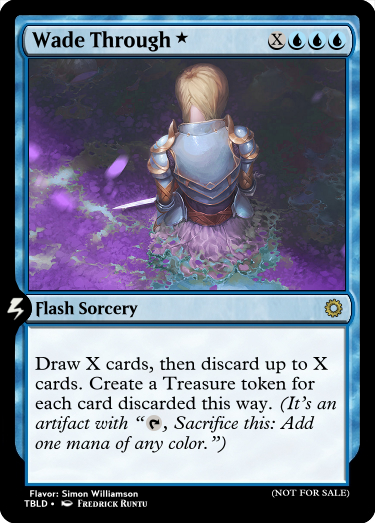 Wade Through ★ X
Flash Sorcery
Draw X cards, then discard up to X
cards. Create a Treasure token for
each card discarded this way. (It's an
artifact with “, Sacrifice this: Add
one mana of any color.”)
Flavor: Simon Williamson
TBLD • Fredrick Runtu
(NOT FOR SALE)